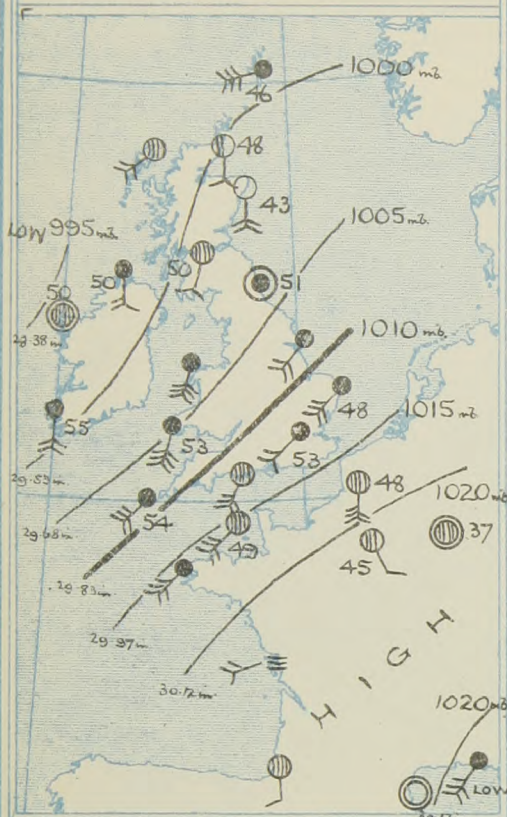 1000 mb.
46
48
43
LOW 995 mb.
1005 mb.
50
50
51
50
29.38 in
1010 mb.
48
1015 mb.
55
53
53
29.53 in
48
1020 mb.
54
29.68 in
49
37
45
29.83 in
29.97 in
HIGH
30.12 in
1020 mb.
LOW